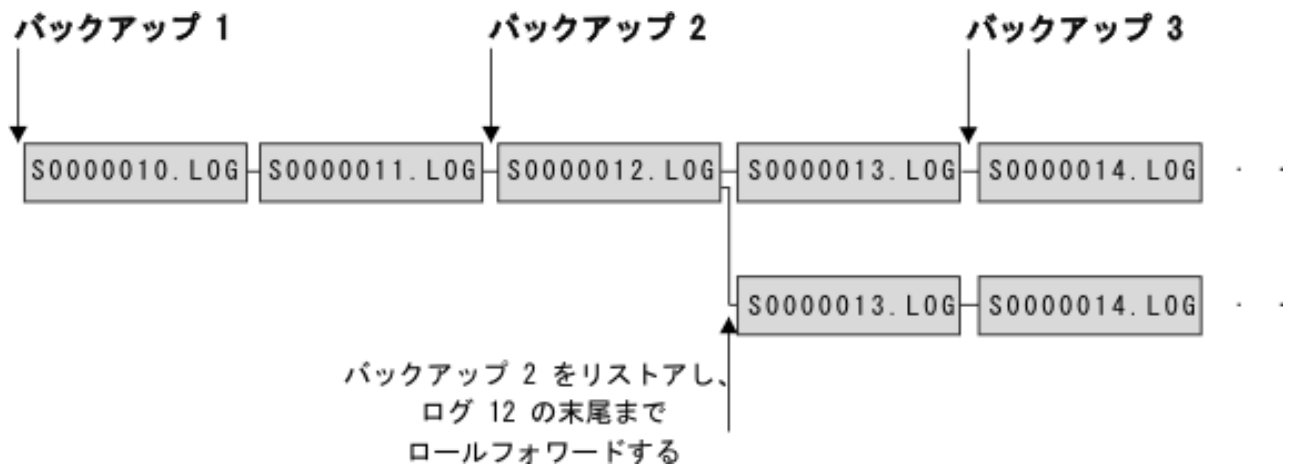 バックアップ 1
バックアップ 2
バックアップ 3
S0000010.LOG
S0000011.LOG
S0000012.LOG
S0000013.LOG
S0000014.LOG
S0000013.LOG
S0000014.LOG
バックアップ 2 をリストアし、
ログ 12 の末尾まで
ロールフォワードする